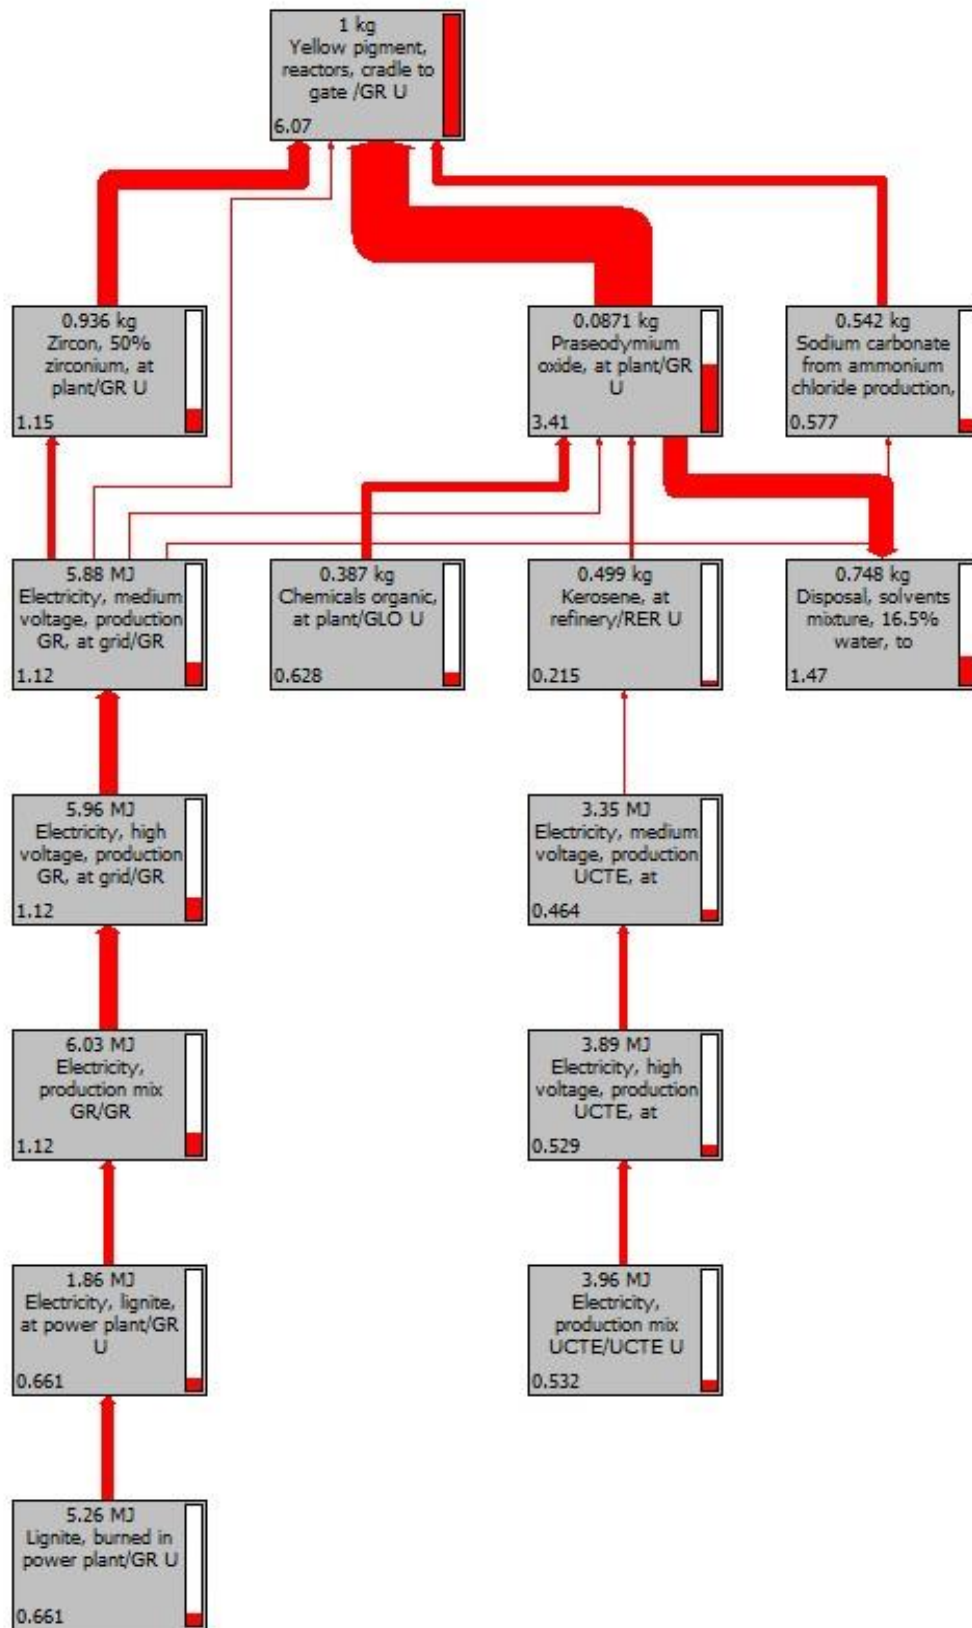 1 kg
Yellow pigment,
reactors, cradle to
gate /GR U
6.07
0.936 kg
Zircon, 50%
zirconium, at
plant/GR U
1.15
0.0871 kg
Praseodymium
oxide, at plant/GR
U
3.41
0.542 kg
Sodium carbonate
from ammonium
chloride production,
0.577
5.88 MJ
Electricity, medium
voltage, production
GR, at grid/GR
1.12
0.387 kg
Chemicals organic,
at plant/GLO U
0.628
0.499 kg
Kerosene, at
refinery/RER U
0.215
0.748 kg
Disposal, solvents
mixture, 16.5%
water, to
1.47
5.96 MJ
Electricity, high
voltage, production
GR, at grid/GR
1.12
3.35 MJ
Electricity, medium
voltage, production
UCTE, at
0.464
6.03 MJ
Electricity,
production mix
GR/GR
1.12
3.89 MJ
Electricity, high
voltage, production
UCTE, at
0.529
1.86 MJ
Electricity, lignite,
at power plant/GR
U
0.661
3.96 MJ
Electricity,
production mix
UCTE/UCTE U
0.532
5.26 MJ
Lignite, burned in
power plant/GR U
0.661